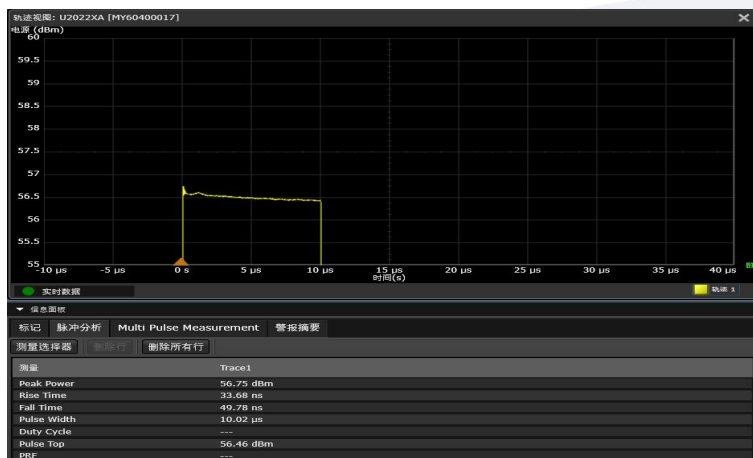 轨迹视图: U2022XA [MY60400017]
电源 (dBm)
60
59.5
59
58.5
58
57.5
57
56.5
56
55.5
55
-10 µs -5 µs 0 s 5 µs 10 µs 15 µs 20 µs 25 µs 30 µs 35 µs 40 µs
时间(s)
实时数据 轨迹 1
信息面板
标记 脉冲分析 Multi Pulse Measurement 警报摘要
测量选择器 删除行 删除所有行
测量 Trace1
Peak Power 56.75 dBm
Rise Time 33.68 ns
Fall Time 49.78 ns
Pulse Width 10.02 µs
Duty Cycle ---
Pulse Top 56.46 dBm
PRF ---